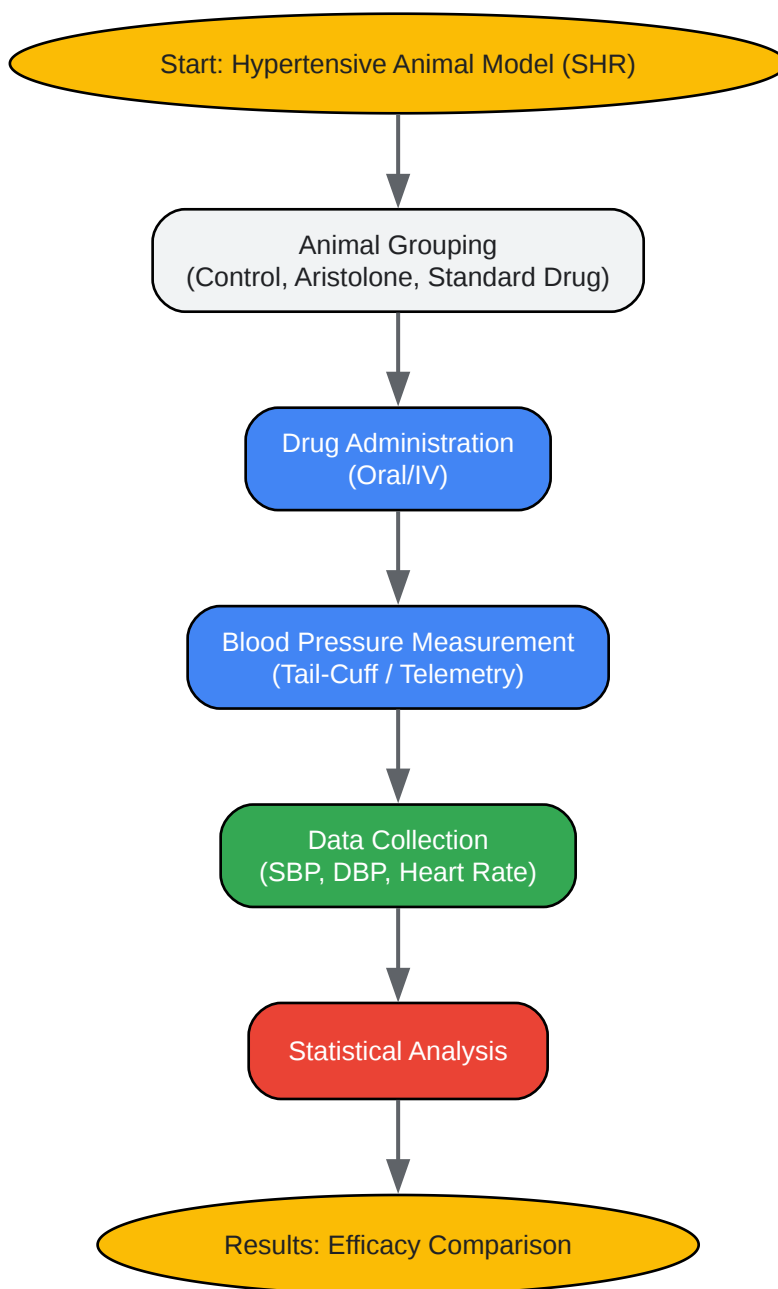 Start: Hypertensive Animal Model (SHR)
Animal Grouping
(Control, Aristolone, Standard Drug)
Drug Administration
(Oral/IV)
Blood Pressure Measurement
(Tail-Cuff / Telemetry)
Data Collection
(SBP, DBP, Heart Rate)
Statistical Analysis
Results: Efficacy Comparison